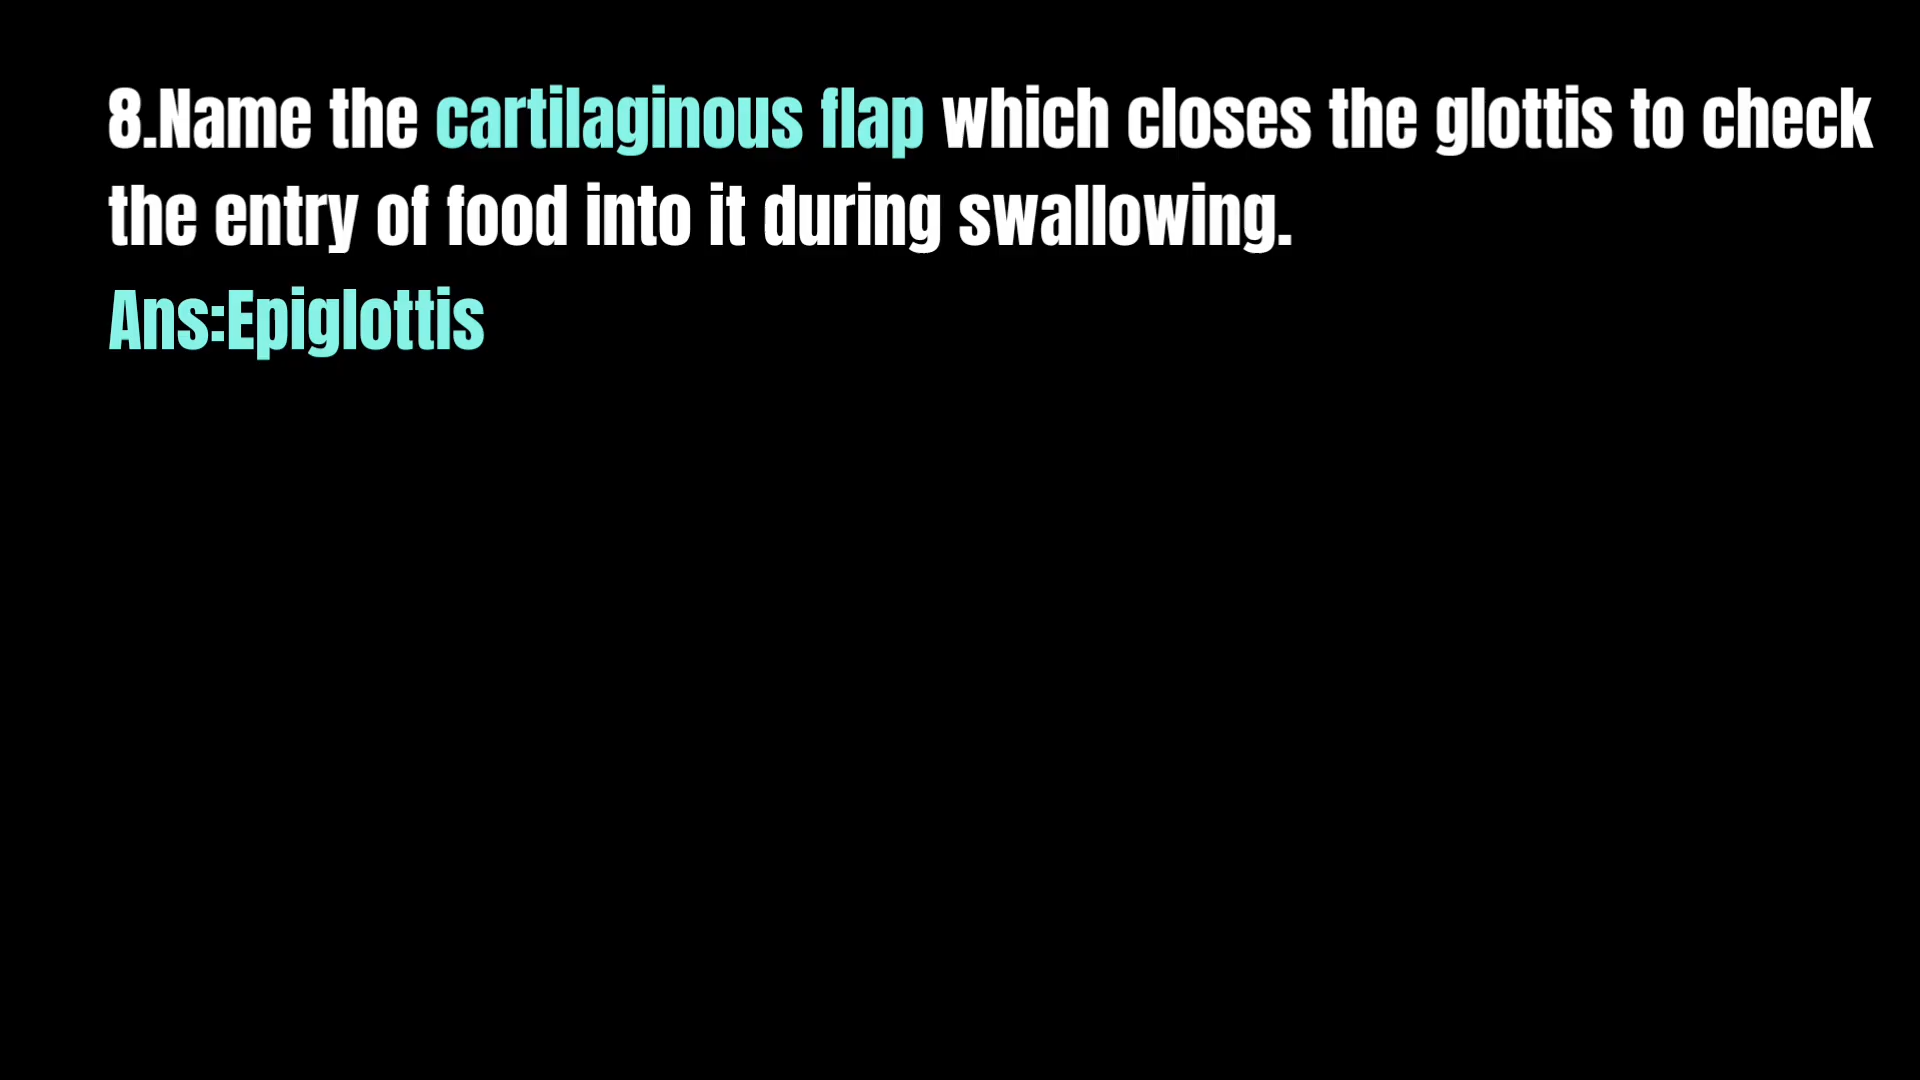 8.Name the cartilaginous flap which closes the glottis to check
the entry of food into it during swallowing.
Ans:Epiglottis